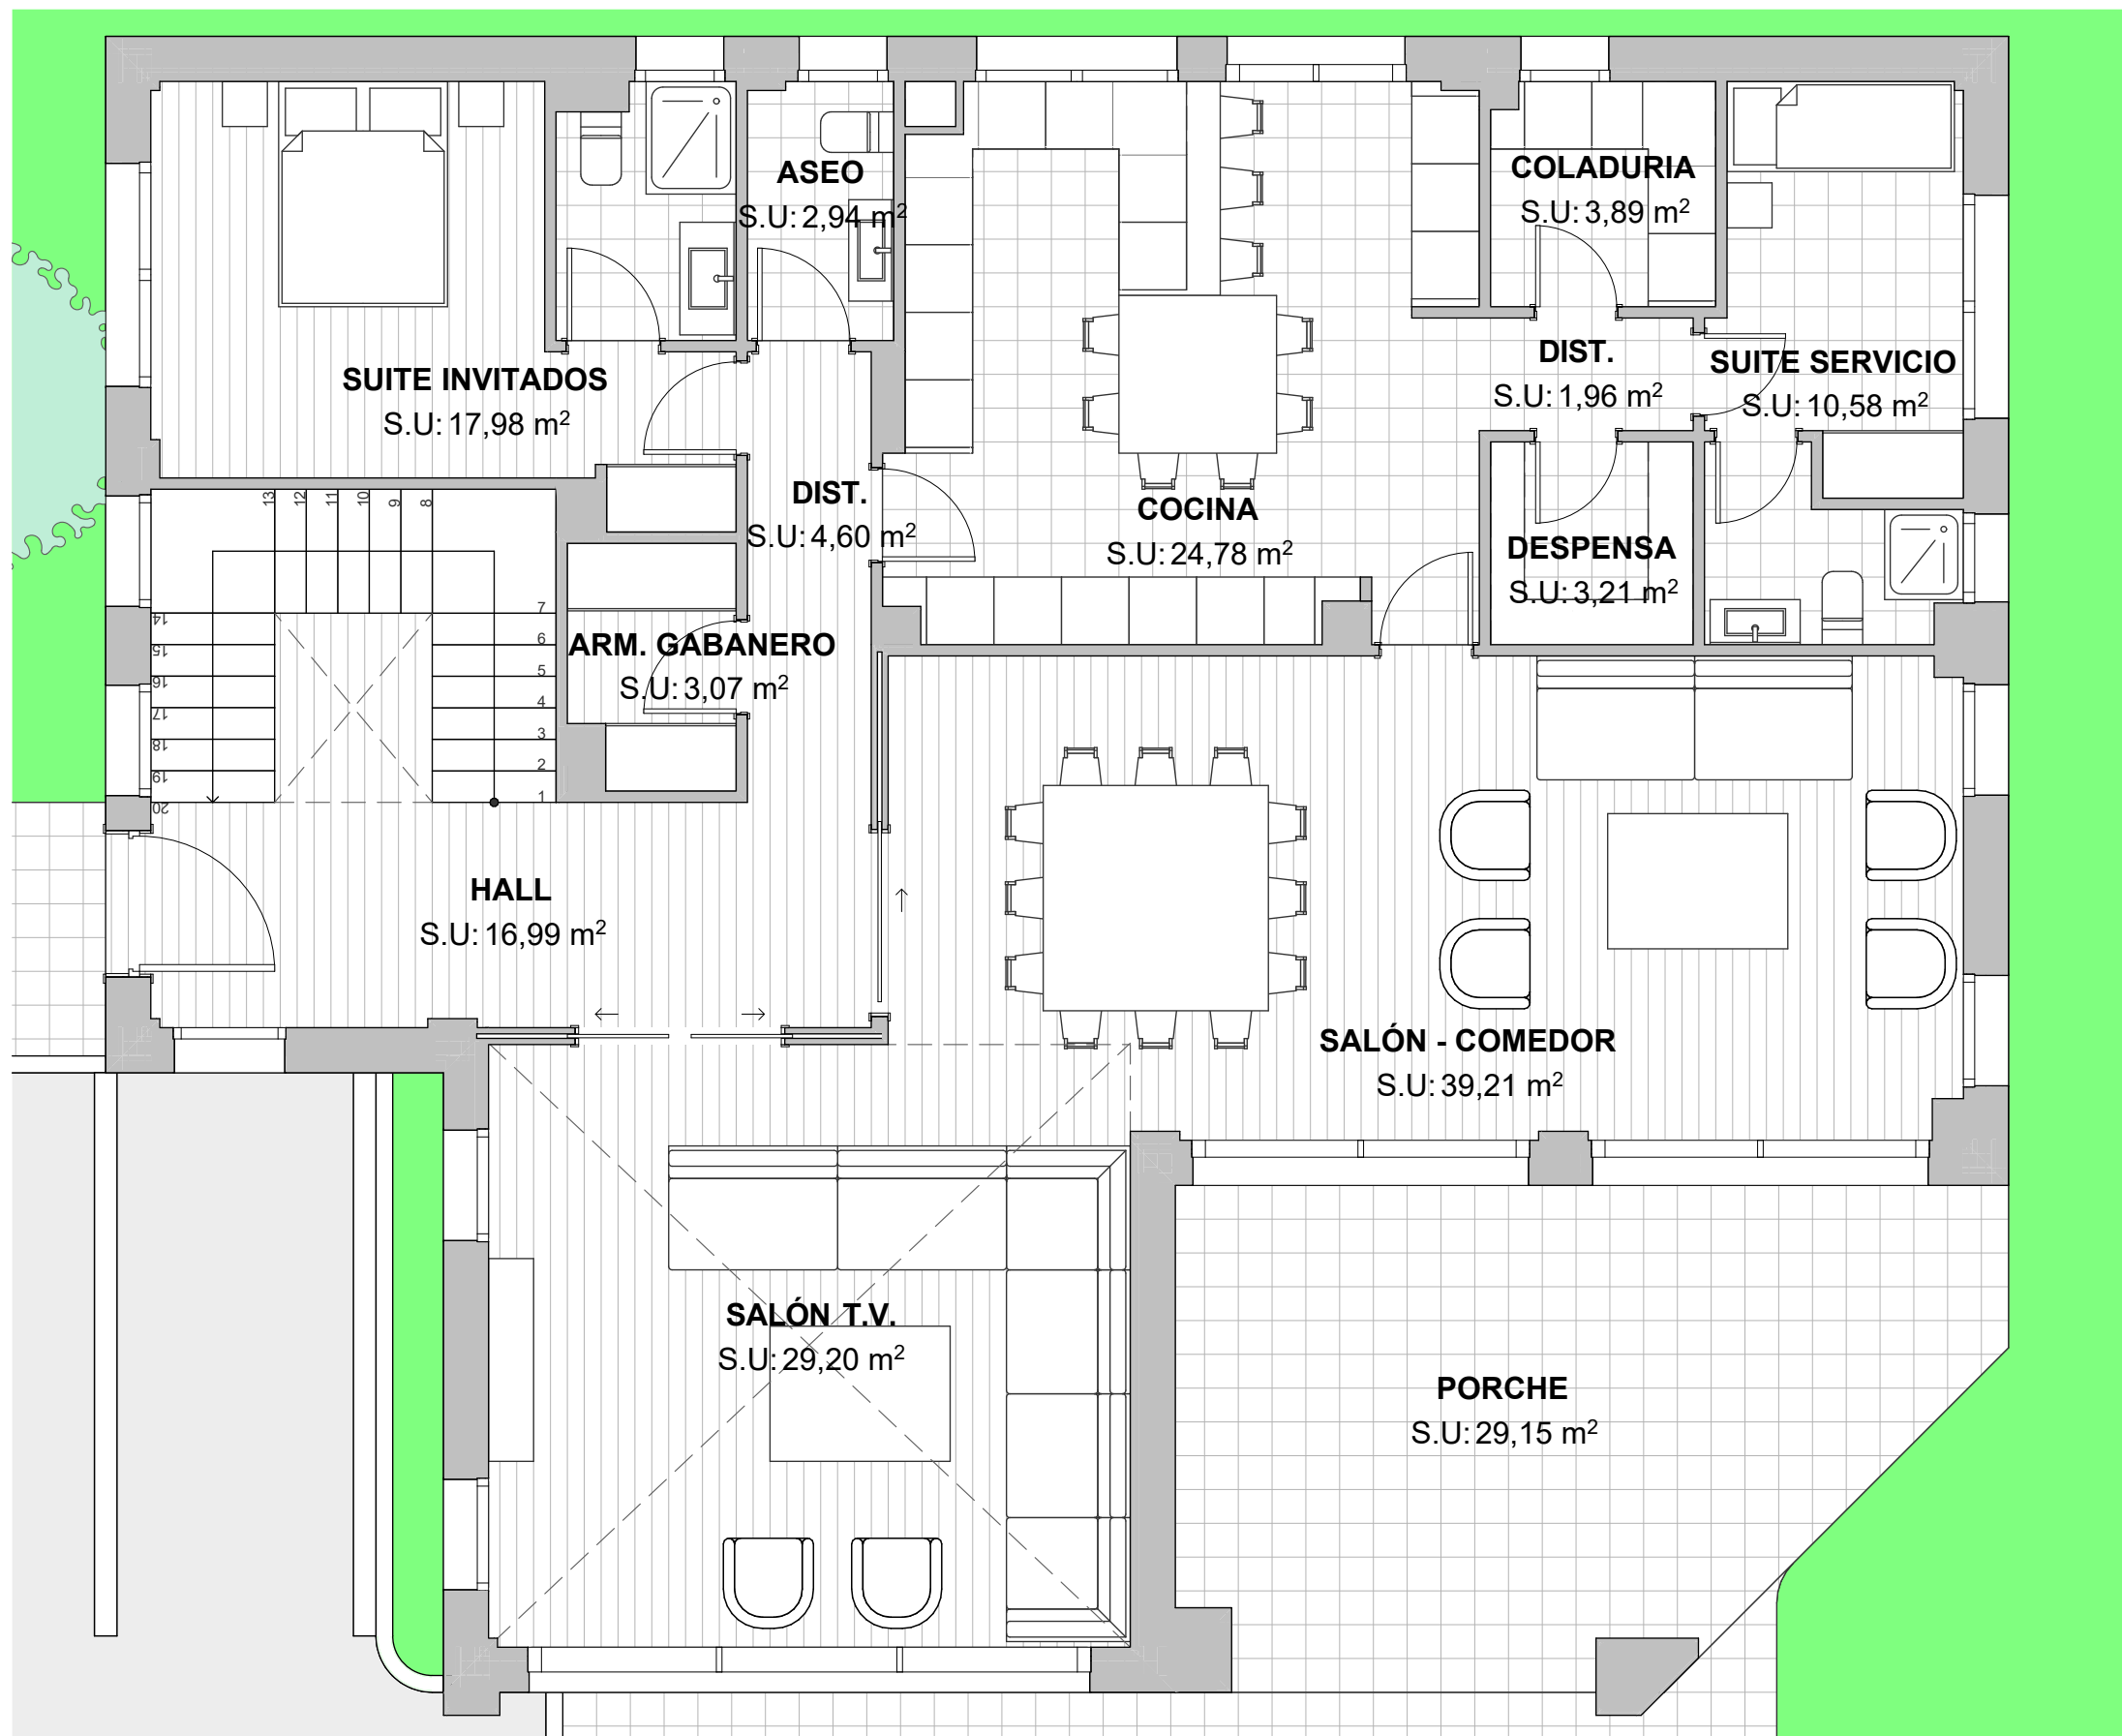 ASEO
S.U: 2,94 m²
COLADURIA
S.U: 3,89 m²
SUITE INVITADOS
S.U: 17,98 m²
DIST.
S.U: 1,96 m²
SUITE SERVICIO
S.U: 10,58 m²
DIST.
S.U: 4,60 m²
COCINA
S.U: 24,78 m²
DESPENSA
S.U: 3,21 m²
13
12
11
10
9
8
7
6
5
4
3
2
1
14
15
16
17
18
19
20
ARM. GABANERO
S.U: 3,07 m²
HALL
S.U: 16,99 m²
SALÓN - COMEDOR
S.U: 39,21 m²
SALÓN T.V.
S.U: 29,20 m²
PORCHE
S.U: 29,15 m²